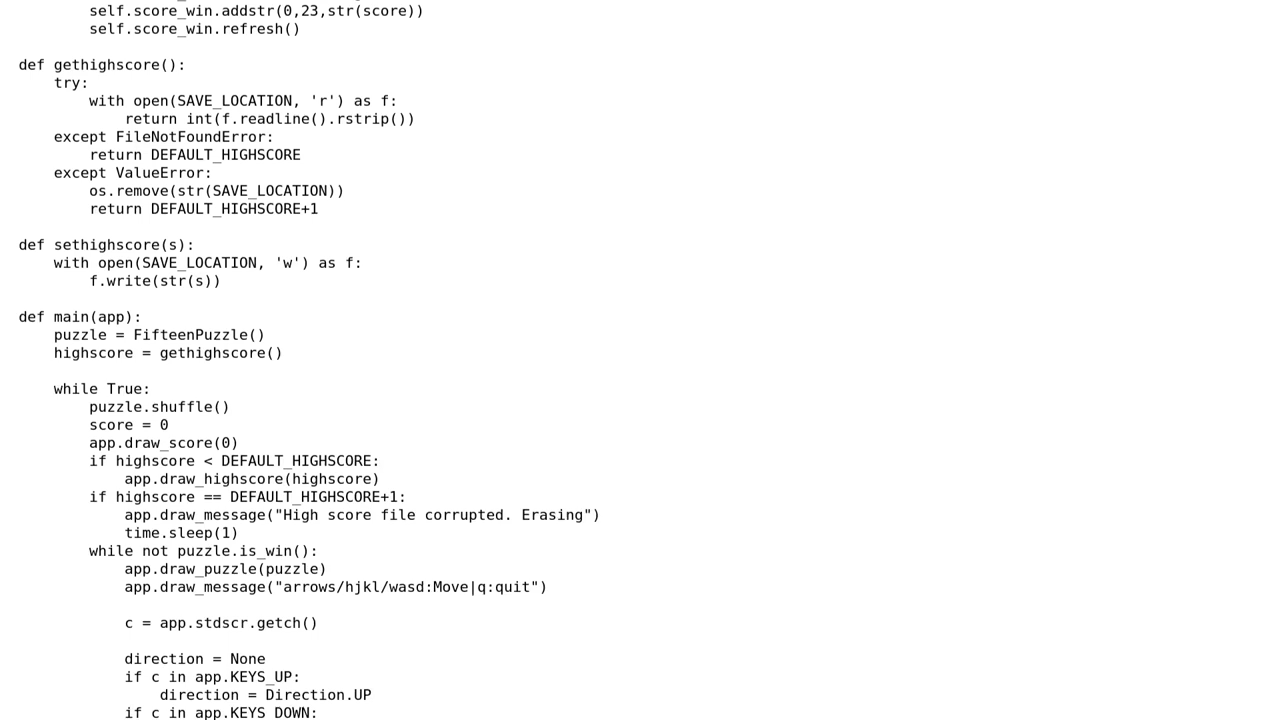 self.score_win.addstr(0,23,str(score))
        self.score_win.refresh()

def gethighscore():
    try:
        with open(SAVE_LOCATION, 'r') as f:
            return int(f.readline().rstrip())
    except FileNotFoundError:
        return DEFAULT_HIGHSCORE
    except ValueError:
        os.remove(str(SAVE_LOCATION))
        return DEFAULT_HIGHSCORE+1

def sethighscore(s):
    with open(SAVE_LOCATION, 'w') as f:
        f.write(str(s))

def main(app):
    puzzle = FifteenPuzzle()
    highscore = gethighscore()

    while True:
        puzzle.shuffle()
        score = 0
        app.draw_score(0)
        if highscore < DEFAULT_HIGHSCORE:
            app.draw_highscore(highscore)
        if highscore == DEFAULT_HIGHSCORE+1:
            app.draw_message("High score file corrupted. Erasing")
            time.sleep(1)
        while not puzzle.is_win():
            app.draw_puzzle(puzzle)
            app.draw_message("arrows/hjkl/wasd:Move|q:quit")

            c = app.stdscr.getch()

            direction = None
            if c in app.KEYS_UP:
                direction = Direction.UP
            if c in app.KEYS_DOWN: